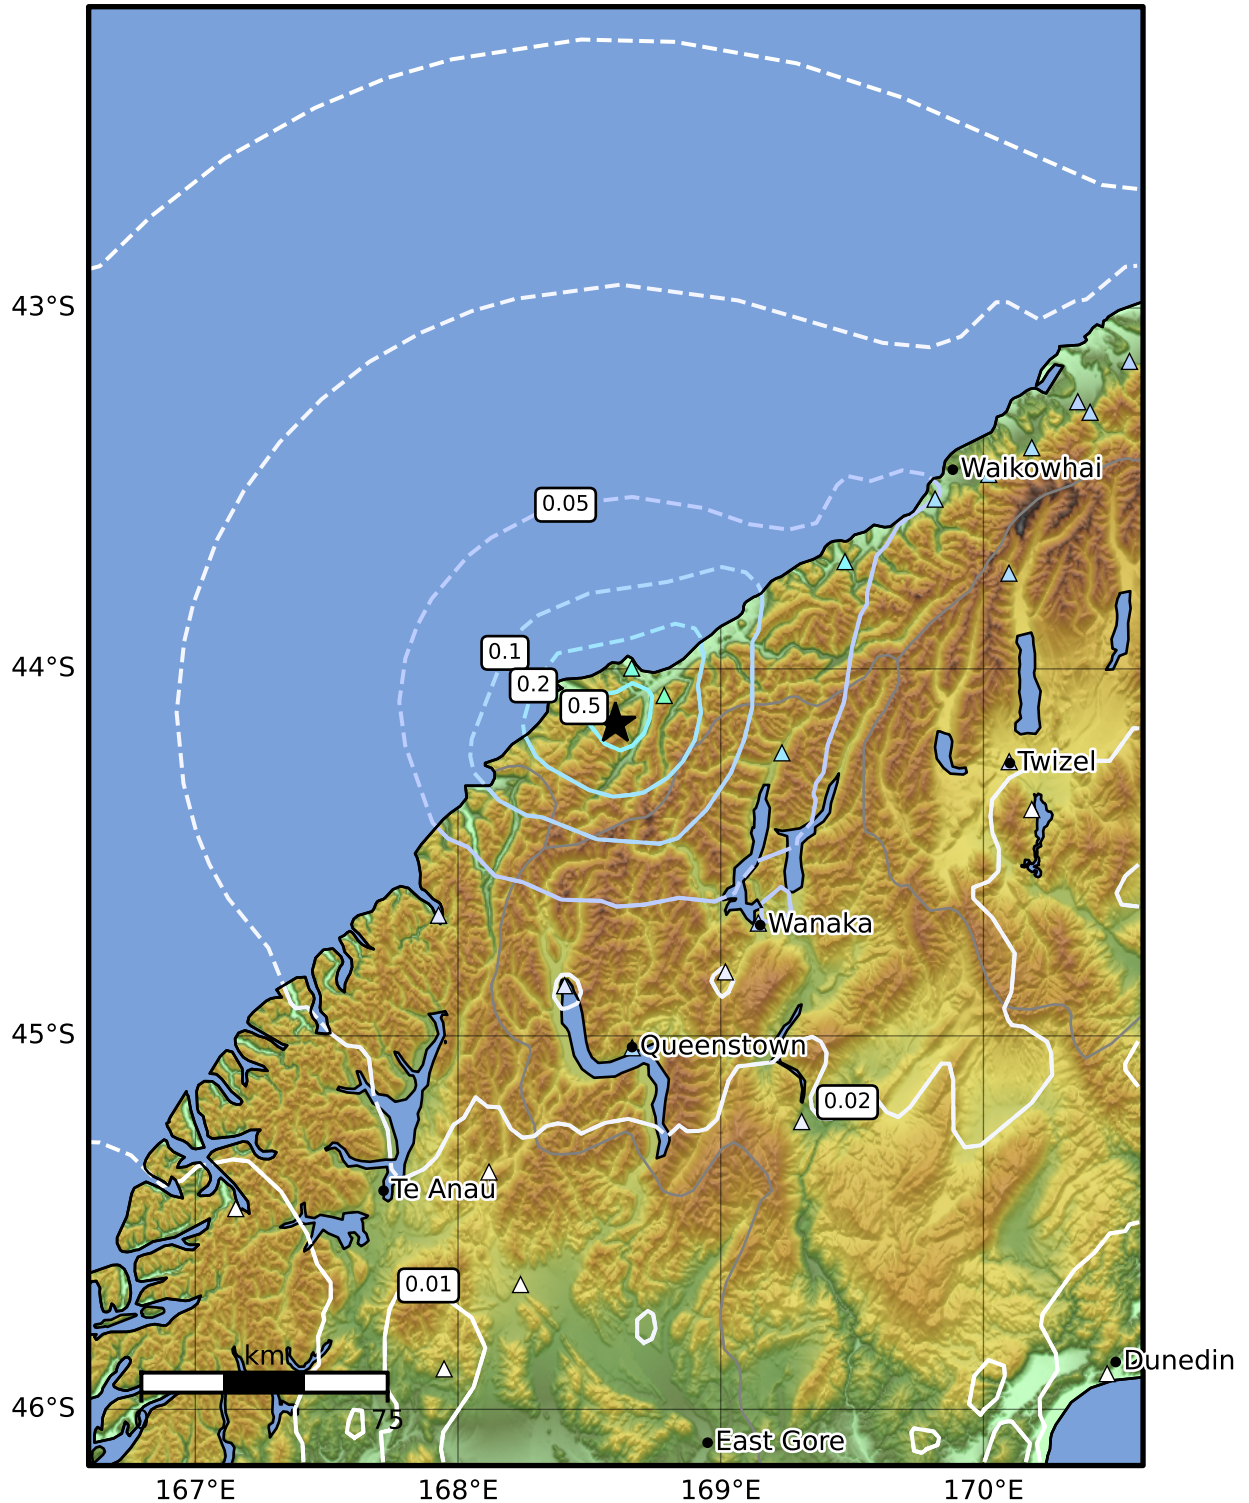 43°S
Waikowhai
0.05
0.1
44°S
0.2
0.5
Twizel
Wanaka
45°S
Queenstown
0.02
Te Anau
0.01
km
Dunedin
46°S
75
East Gore
167°E
168°E
169°E
170°E